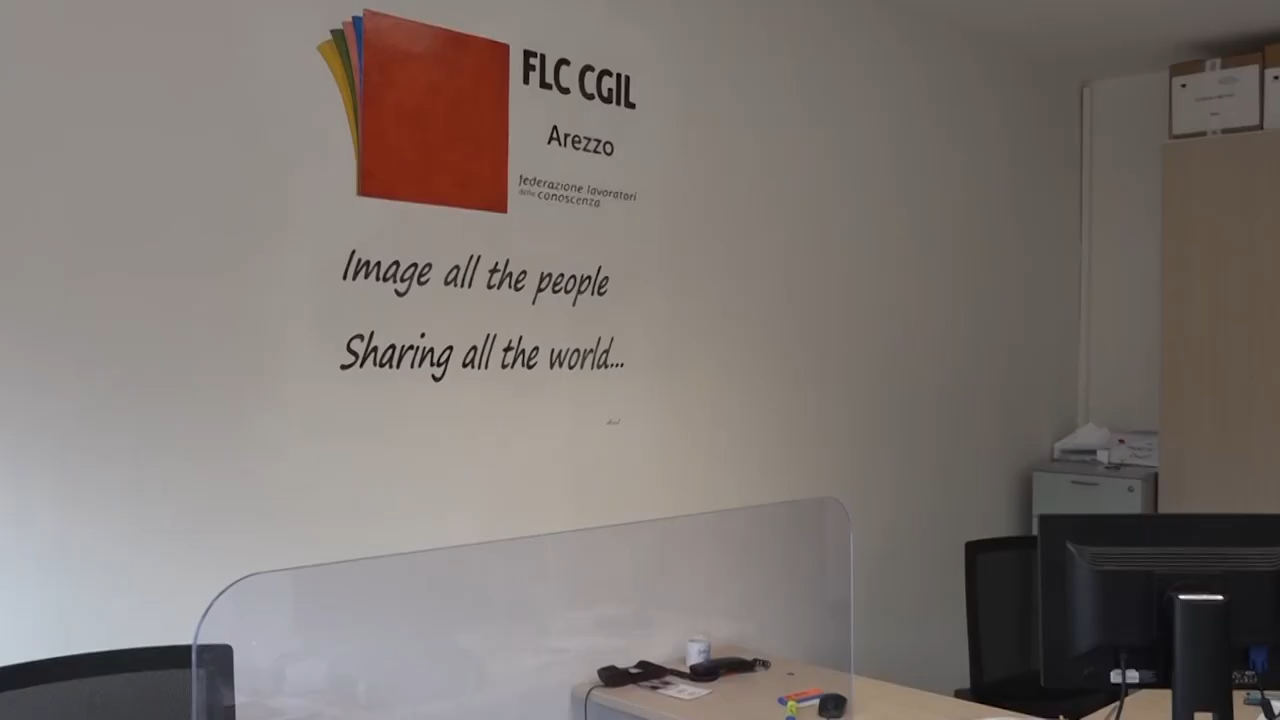 FLC CGIL
Arezzo
federazione lavoratori
della conoscenza
Image all the people
Sharing all the world...